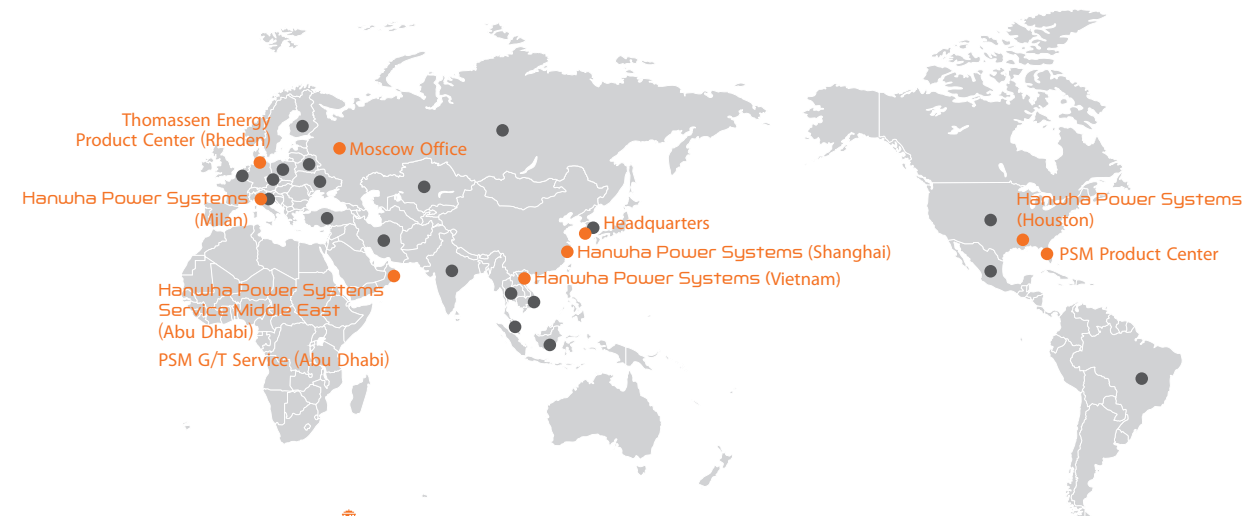 Thomassen Energy
Product Center (Rheden)
Moscow Office
Hanwha Power Systems
(Milan)
Headquarters
Hanwha Power Systems (Shanghai)
Hanwha Power Systems (Vietnam)
Hanwha Power Systems
Service Middle East
(Abu Dhabi)
PSM G/T Service (Abu Dhabi)
Hanwha Power Systems
(Houston)
PSM Product Center